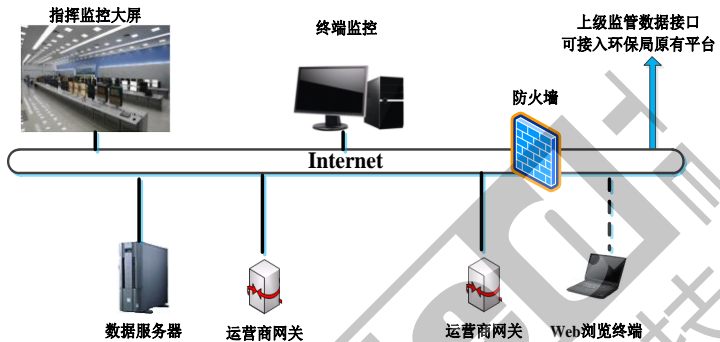 指挥监控大屏
终端监控
上级监管数据接口
可接入环保局原有平台
防火墙
Internet
数据服务器
运营商网关
运营商网关
Web浏览终端